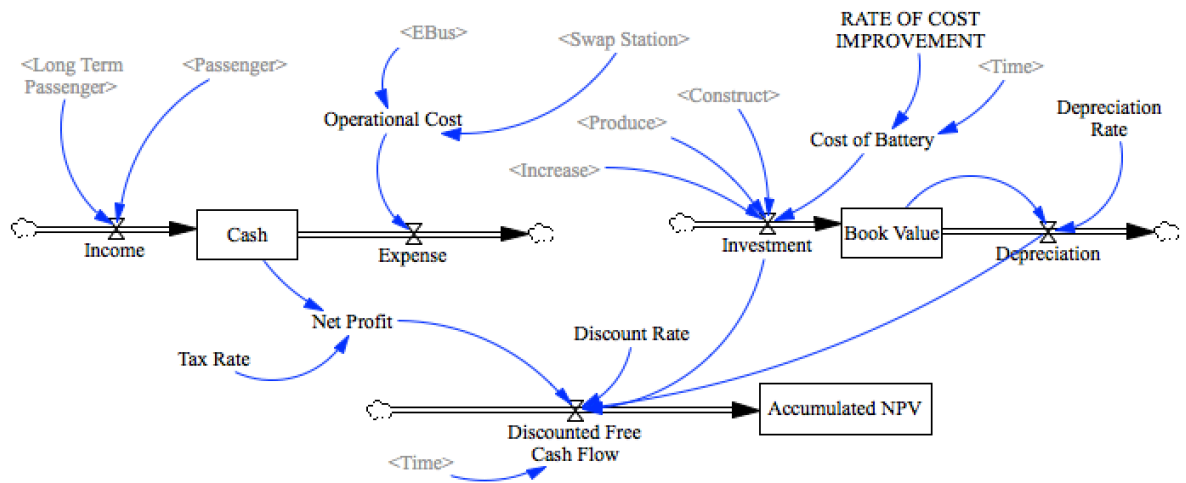 <EBus>
<Swap Station>
RATE OF COST
IMPROVEMENT
<Long Term
Passenger>
<Passenger>
<Time>
<Construct>
Depreciation
Rate
<Produce>
Operational Cost
Cost of Battery
<Increase>
Cash
Book Value
Income
Expense
Investment
Depreciation
Net Profit
Discount Rate
Tax Rate
Accumulated NPV
Discounted Free
Cash Flow
<Time>